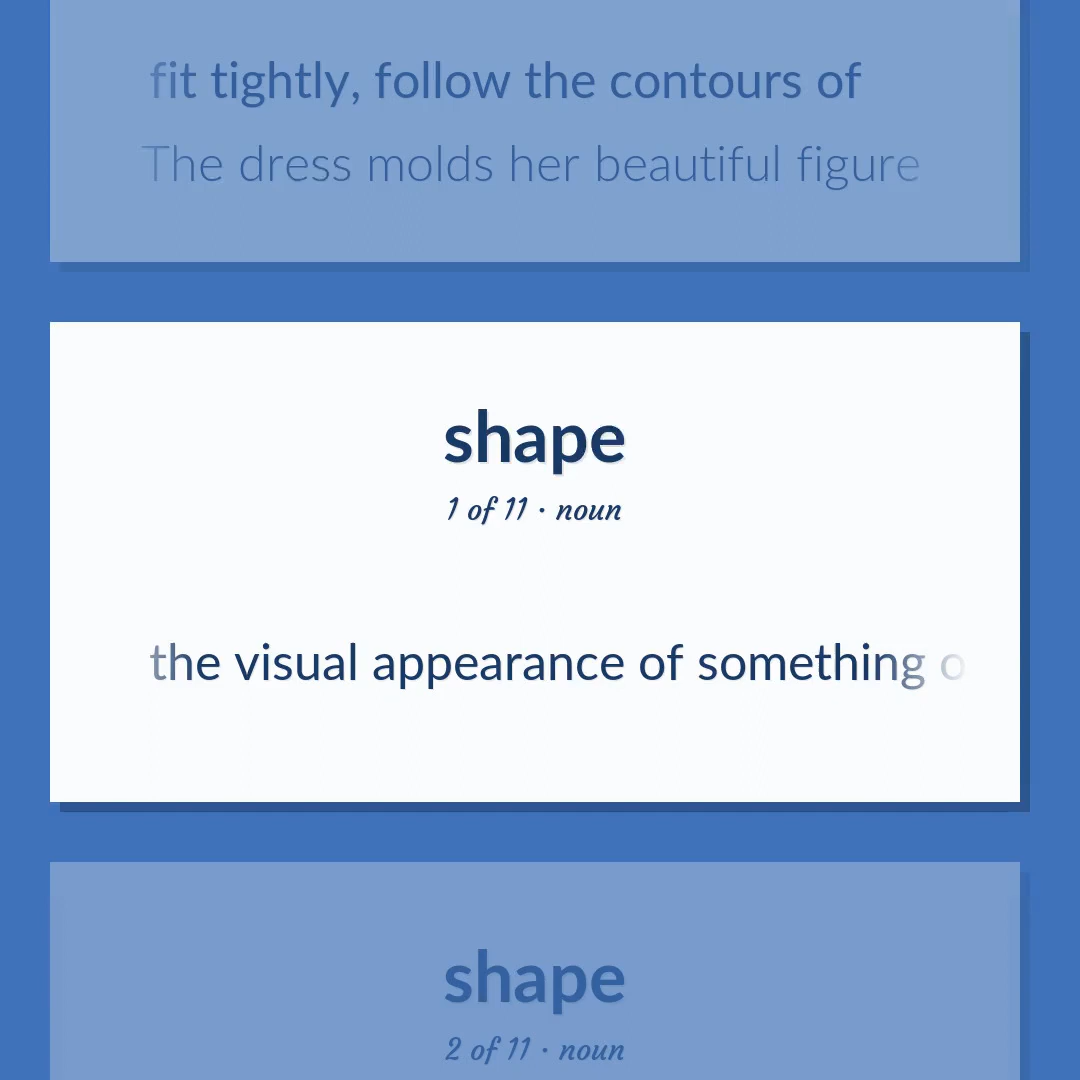 fit tightly, follow the contours of
The dress molds her beautiful figure
shape
1 of 11 · noun
the visual appearance of something o
shape
2 of 11 · noun